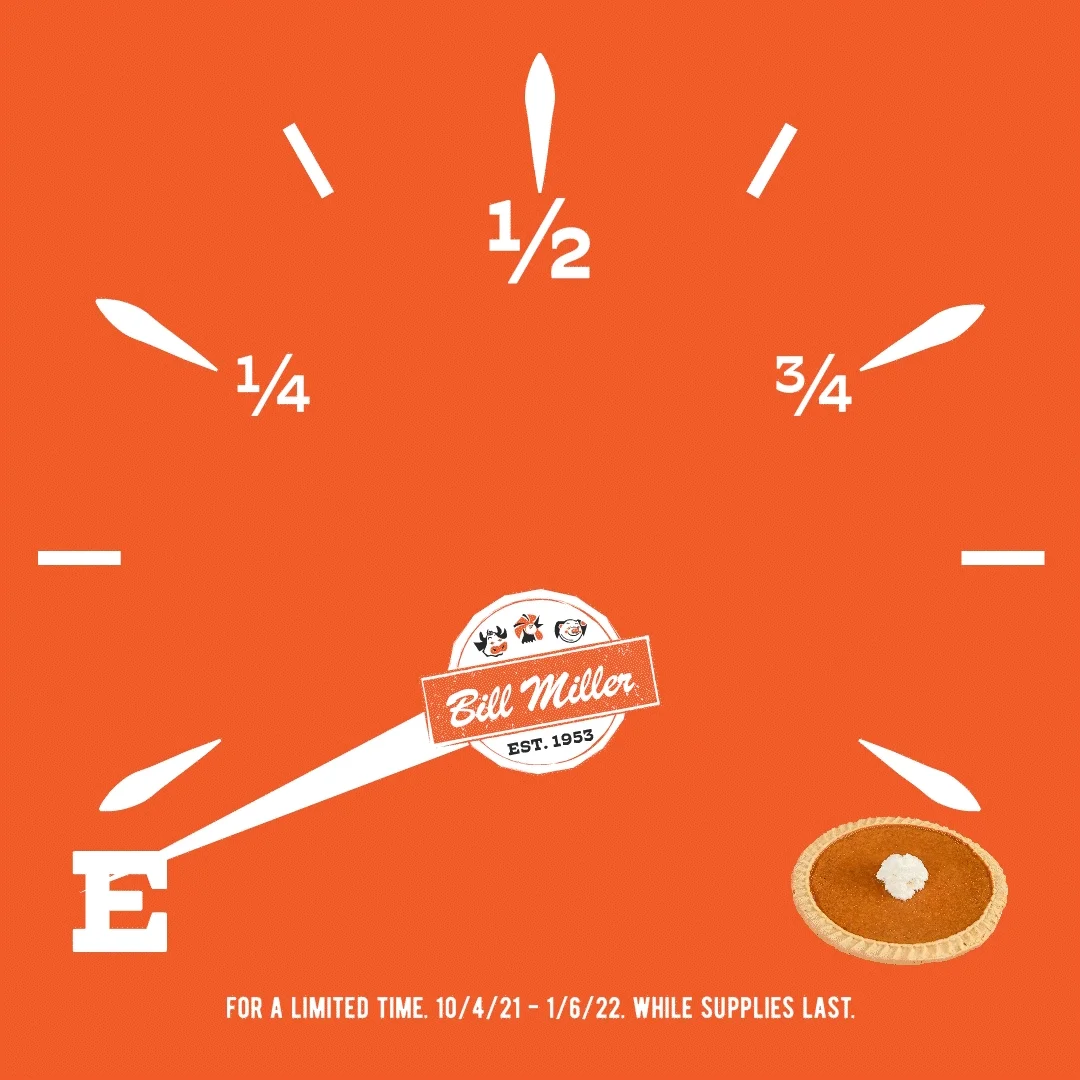 1/2
1/4
3/4
Bill Miller
EST. 1953
E
FOR A LIMITED TIME. 10/4/21 - 1/6/22. WHILE SUPPLIES LAST.